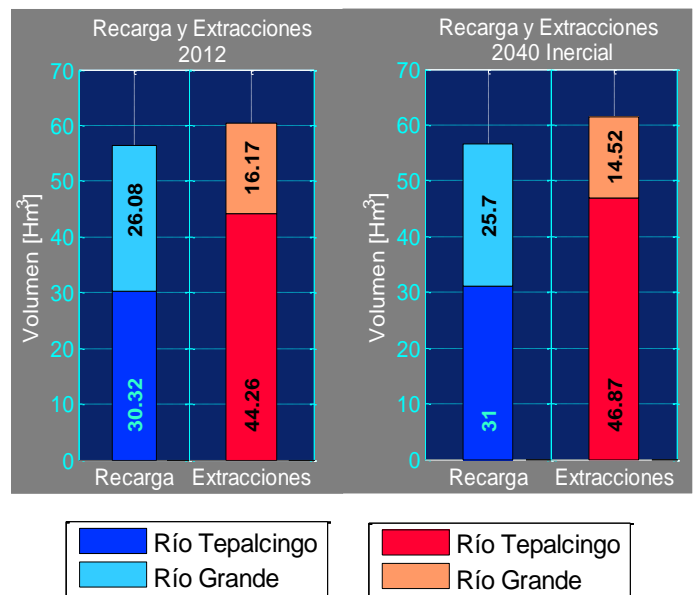 Recarga y Extracciones
2012
Volumen [Hm³]
70
60
50
40
30
20
10
0
26.08
30.32
16.17
44.26
Recarga Extracciones
Recarga y Extracciones
2040 Inercial
Volumen [Hm³]
70
60
50
40
30
20
10
0
25.7
31
14.52
46.87
Recarga Extracciones
Río Tepalcingo
Río Grande
Río Tepalcingo
Río Grande